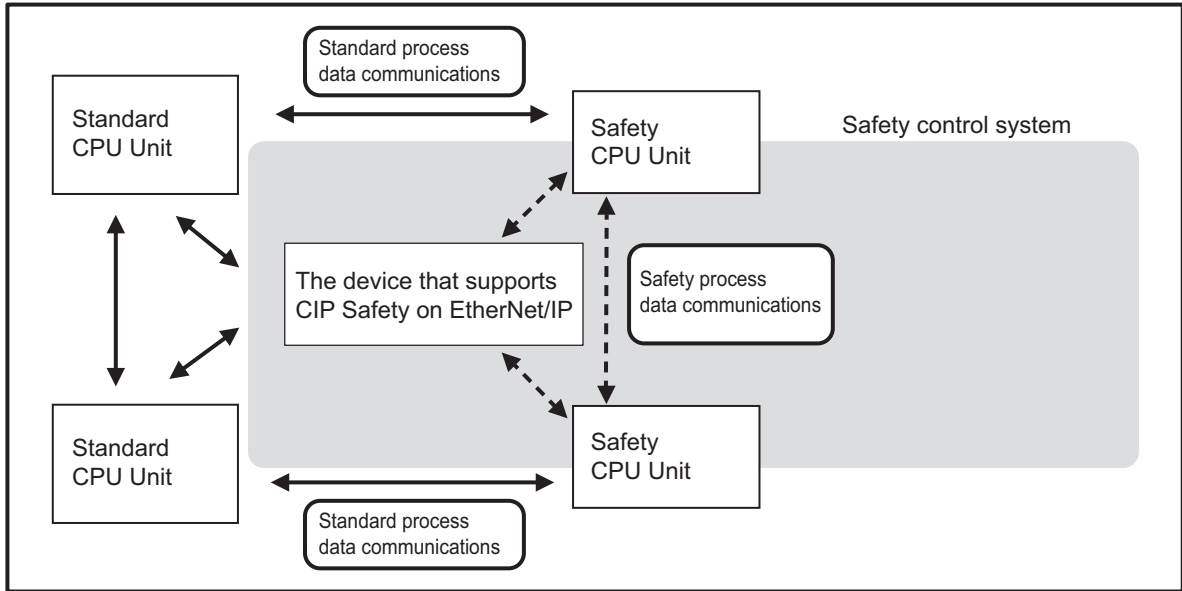 Standard process
data communications
Standard
CPU Unit
Safety
CPU Unit
Safety control system
The device that supports
CIP Safety on EtherNet/IP
Safety process
data communications
Standard
CPU Unit
Safety
CPU Unit
Standard process
data communications